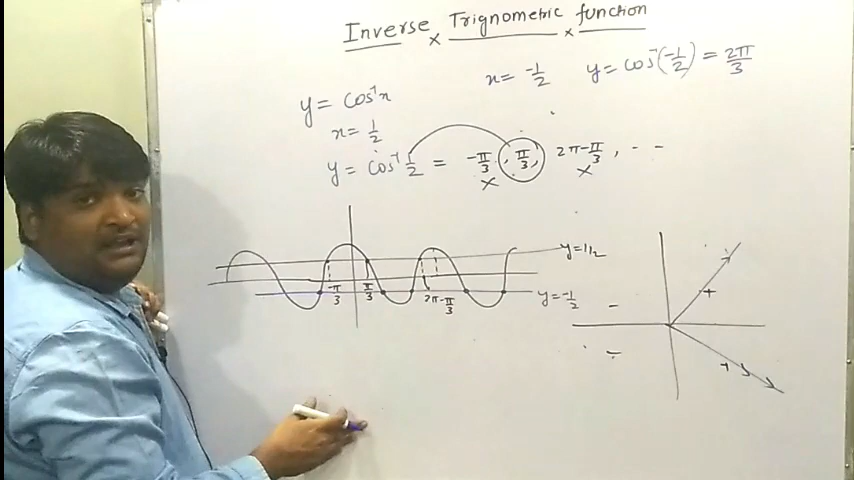 Inverse Trignometric function
x x
y = cos⁻¹x
x = 1/2
y = cos⁻¹ 1/2 = -π/3, π/3, 2π-π/3, - -
x x
x = -1/2
y = cos⁻¹(-1/2) = 2π/3
y=1/2
-π/3 π/3 2π-π/3
y=-1/2
+
-
-
+